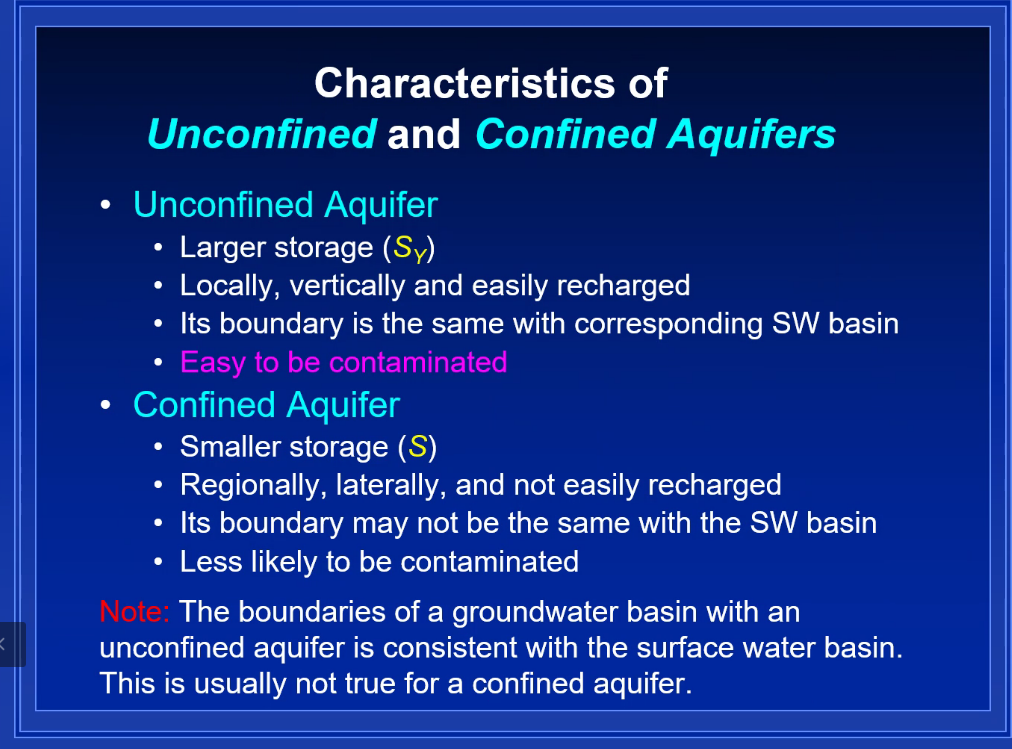 Characteristics of
Unconfined and Confined Aquifers
• Unconfined Aquifer
• Larger storage (SY)
• Locally, vertically and easily recharged
• Its boundary is the same with corresponding SW basin
• Easy to be contaminated
• Confined Aquifer
• Smaller storage (S)
• Regionally, laterally, and not easily recharged
• Its boundary may not be the same with the SW basin
• Less likely to be contaminated
Note: The boundaries of a groundwater basin with an
unconfined aquifer is consistent with the surface water basin.
This is usually not true for a confined aquifer.